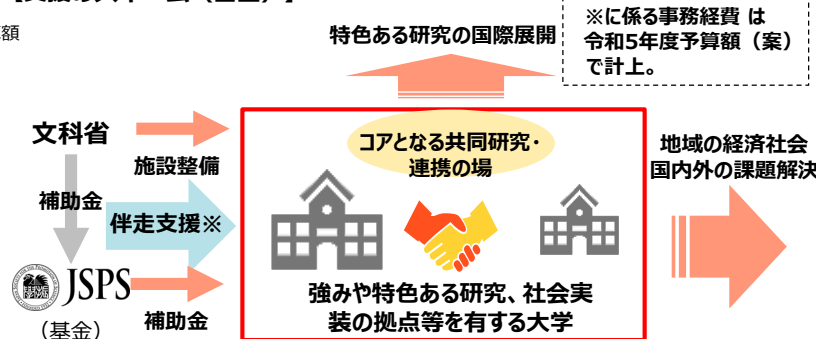 額
特色ある研究の国際展開
※に係る事務経費 は
令和5年度予算額（案）
で計上。
文科省
施設整備
補助金
伴走支援※
JSPS
（基金）
補助金
コアとなる共同研究・
連携の場
強みや特色ある研究、社会実
装の拠点等を有する大学
地域の経済社会
国内外の課題解決